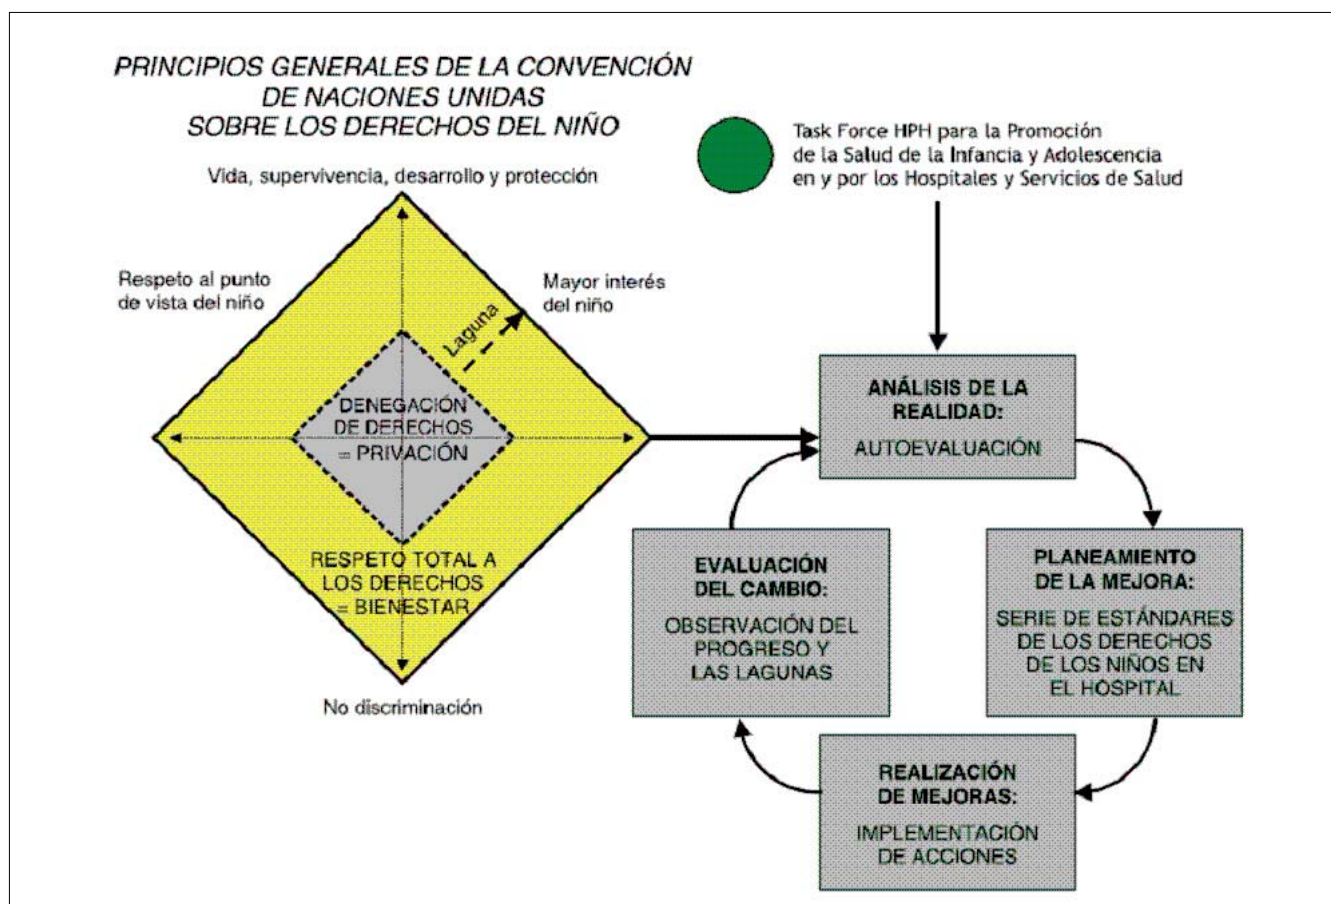 PRINCIPIOS GENERALES DE LA CONVENCIÓN
DE NACIONES UNIDAS
SOBRE LOS DERECHOS DEL NIÑO
Vida, supervivencia, desarrollo y protección
Respeto al punto
de vista del niño
Mayor interés
del niño
Laguna
DENEGACIÓN
DE DERECHOS
= PRIVACIÓN
RESPETO TOTAL A
LOS DERECHOS
= BIENESTAR
No discriminación
Task Force HPH para la Promoción
de la Salud de la Infancia y Adolescencia
en y por los Hospitales y Servicios de Salud
ANÁLISIS DE LA
REALIDAD:
AUTOEVALUACIÓN
PLANEAMIENTO
DE LA MEJORA:
SERIE DE ESTÁNDARES
DE LOS DERECHOS
DE LOS NIÑOS EN
EL HOSPITAL
REALIZACIÓN
DE MEJORAS:
IMPLEMENTACIÓN
DE ACCIONES
EVALUACIÓN
DEL CAMBIO:
OBSERVACIÓN DEL
PROGRESO Y
LAS LAGUNAS